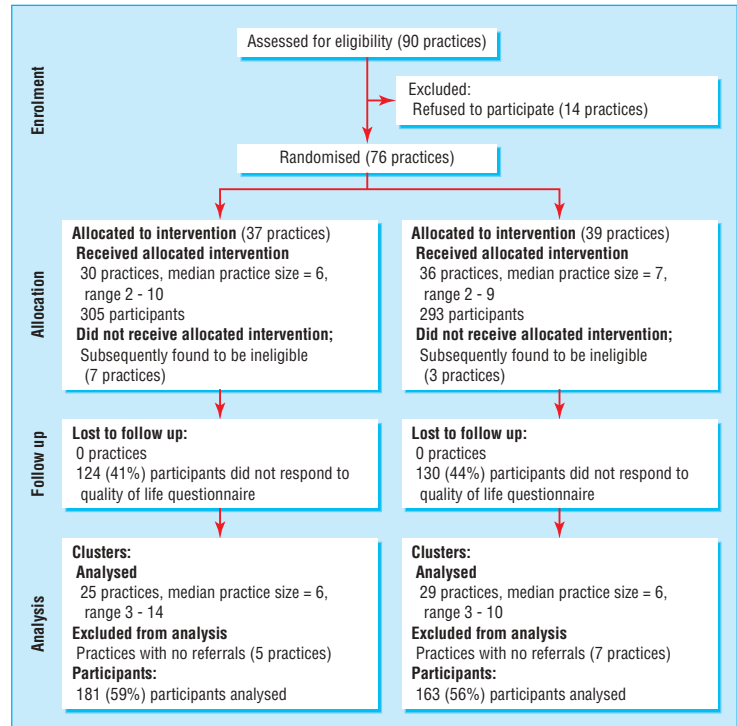 Enrolment
Assessed for eligibility (90 practices)
Excluded:
Refused to participate (14 practices)
Randomised (76 practices)
Allocation
Allocated to intervention (37 practices)
Received allocated intervention
30 practices, median practice size = 6,
range 2 - 10
305 participants
Did not receive allocated intervention;
Subsequently found to be ineligible
(7 practices)
Allocated to intervention (39 practices)
Received allocated intervention
36 practices, median practice size = 7,
range 2 - 9
293 participants
Did not receive allocated intervention;
Subsequently found to be ineligible
(3 practices)
Follow up
Lost to follow up:
0 practices
124 (41%) participants did not respond to
quality of life questionnaire
Lost to follow up:
0 practices
130 (44%) participants did not respond to
quality of life questionnaire
Analysis
Clusters:
Analysed
25 practices, median practice size = 6,
range 3 - 14
Excluded from analysis
Practices with no referrals (5 practices)
Participants:
181 (59%) participants analysed
Clusters:
Analysed
29 practices, median practice size = 6,
range 3 - 10
Excluded from analysis
Practices with no referrals (7 practices)
Participants:
163 (56%) participants analysed